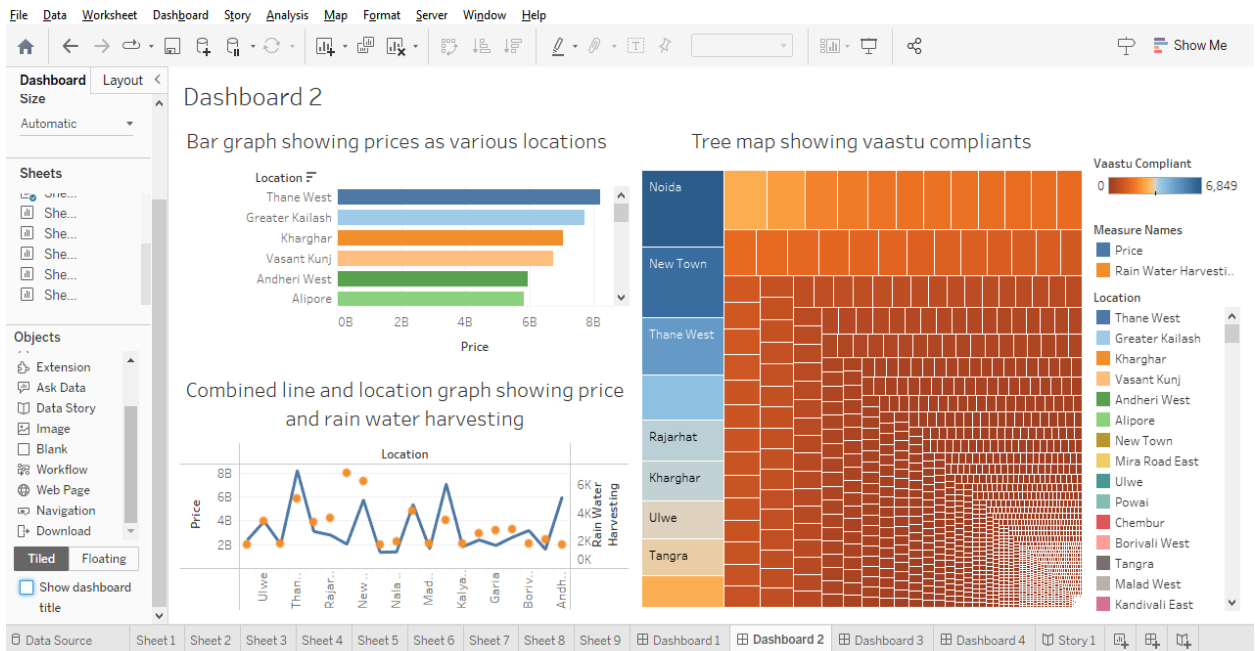 File Data Worksheet Dashboard Story Analysis Map Format Server Window Help
Show Me
Dashboard Layout
Size
Automatic
Sheets
She...
She...
She...
She...
She...
Objects
Extension
Ask Data
Data Story
Image
Blank
Workflow
Web Page
Navigation
Download
Tiled Floating
Show dashboard
title
Dashboard 2
Bar graph showing prices as various locations
Location
Thane West
Greater Kailash
Kharghar
Vasant Kunj
Andheri West
Alipore
0B 2B 4B 6B 8B
Price
Combined line and location graph showing price
and rain water harvesting
Location
Price
8B
6B
4B
2B
6K
4K
2K
0K
Rain Water
Harvesting
Ulwe
Than..
Rajar..
New ..
Nala ..
Mad..
Kalya..
Garia
Boriv..
Andh..
Tree map showing vaastu compliants
Noida
New Town
Thane West
Rajarhat
Kharghar
Ulwe
Tangra
Vaastu Compliant
0 6,849
Measure Names
Price
Rain Water Harvesti..
Location
Thane West
Greater Kailash
Kharghar
Vasant Kunj
Andheri West
Alipore
New Town
Mira Road East
Ulwe
Powai
Chembur
Borivali West
Tangra
Malad West
Kandivali East
Data Source Sheet 1 Sheet 2 Sheet 3 Sheet 4 Sheet 5 Sheet 6 Sheet 7 Sheet 8 Sheet 9 Dashboard 1 Dashboard 2 Dashboard 3 Dashboard 4 Story 1